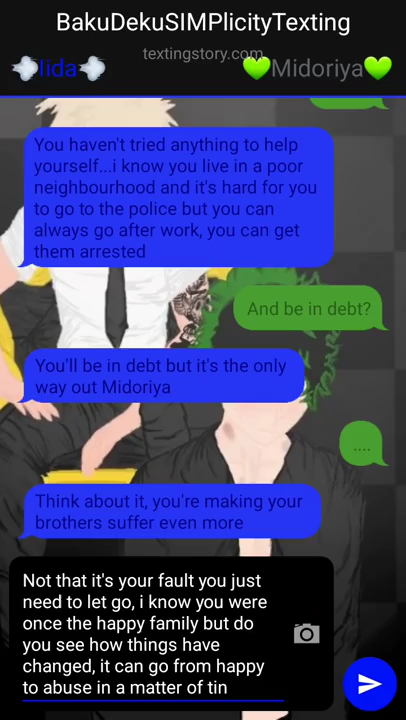 BakuDekuSIMPlicityTexting
textingstory.com
💨Iida💨
💚Midoriya💚
You haven't tried anything to help
yourself...i know you live in a poor
neighbourhood and it's hard for you
to go to the police but you can
always go after work, you can get
them arrested
And be in debt?
You'll be in debt but it's the only
way out Midoriya
....
Think about it, you're making your
brothers suffer even more
Not that it's your fault you just
need to let go, i know you were
once the happy family but do
you see how things have
changed, it can go from happy
to abuse in a matter of tin